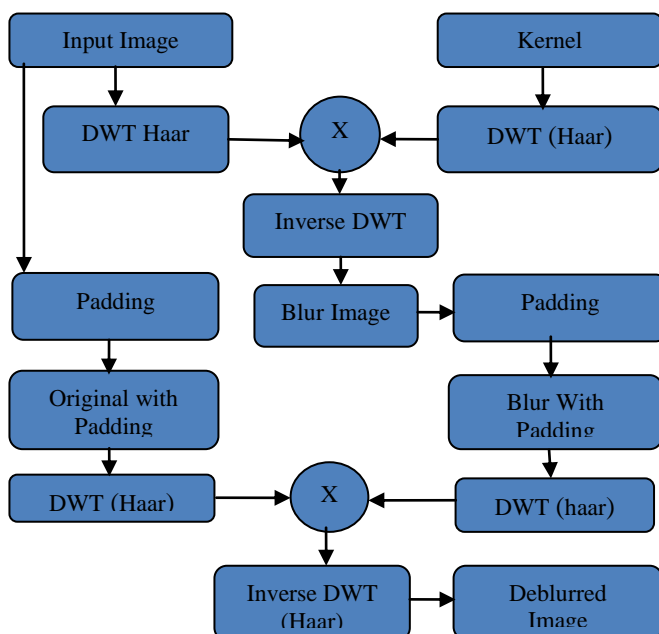 Input Image
Kernel
DWT Haar
X
DWT (Haar)
Inverse DWT
Padding
Blur Image
Padding
Original with
Padding
Blur With
Padding
DWT (Haar)
X
DWT (haar)
Inverse DWT
(Haar)
Deblurred
Image